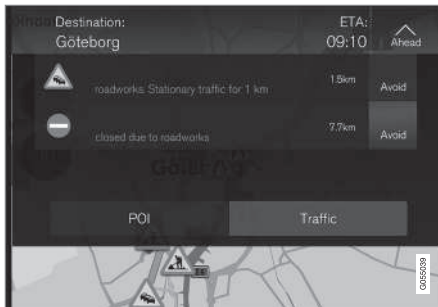 Destination:
Göteborg
ETA:
09:10
Ahead
roadworks. Stationary traffic for 1 km
1.5km
Avoid
closed due to roadworks
7.7km
Avoid
POI
Traffic
G055039